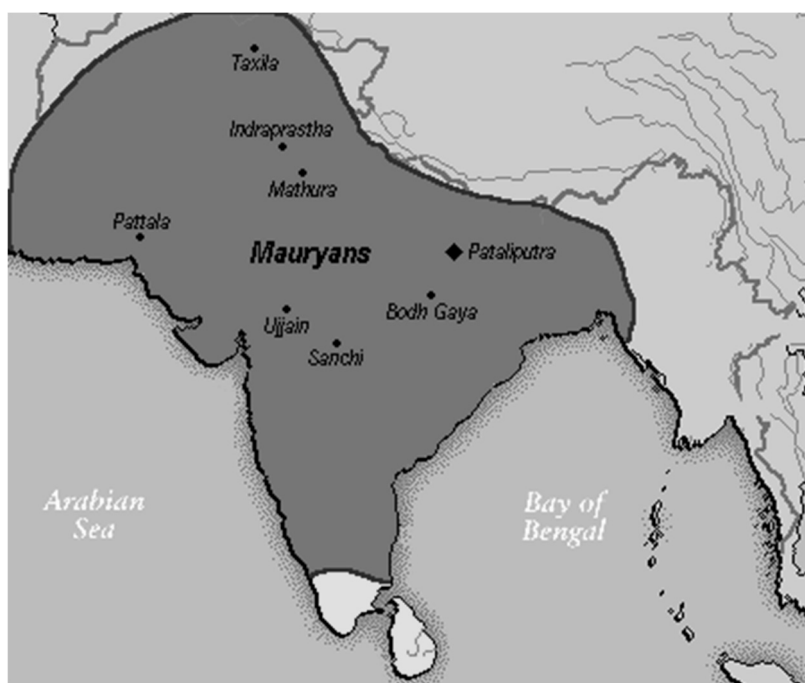 Taxila
Indraprastha
Mathura
Pattala
Mauryans
Pataliputra
Bodh Gaya
Ujjain
Sanchi
Arabian
Sea
Bay of
Bengal